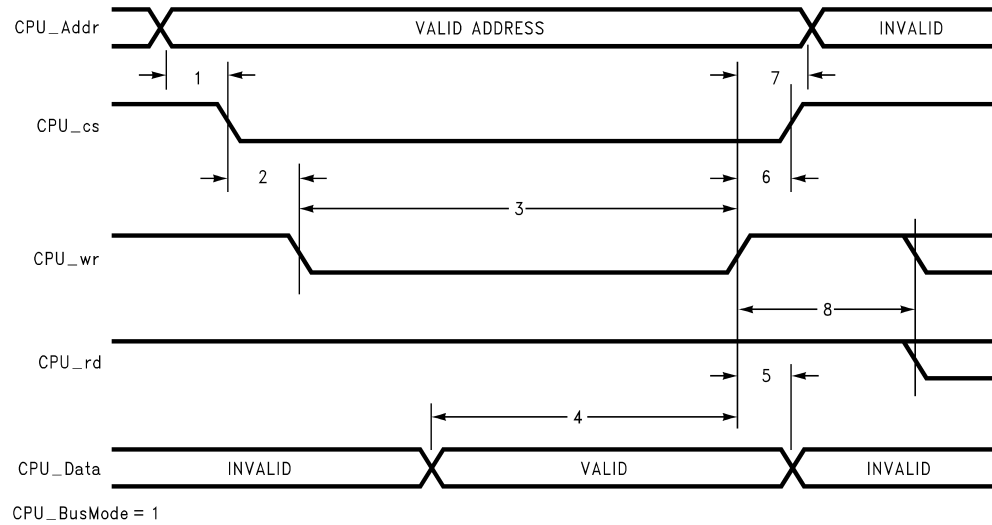 CPU_Addr VALID ADDRESS INVALID
1 7
CPU_cs
2 6
3
CPU_wr
8
CPU_rd
5
4
CPU_Data INVALID VALID INVALID
CPU_BusMode = 1